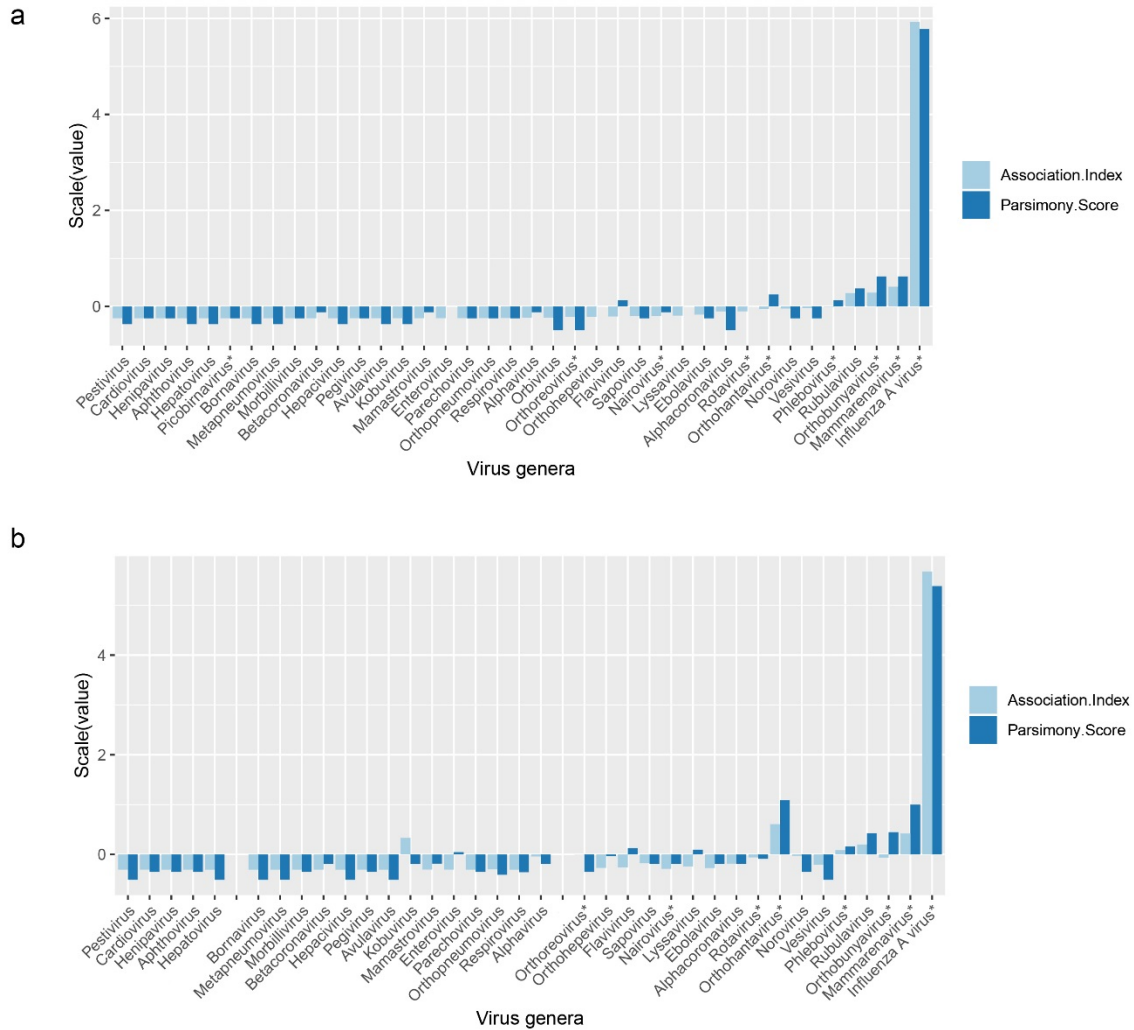 a
6
4
2
0
Scale(value)
Association.Index
Parsimony.Score
Pestivirus
Cardiovirus
Henipavirus
Aphthovirus
Hepatovirus
Picobirnavirus*
Bornavirus
Metapneumovirus
Morbillivirus
Betacoronavirus
Hepacivirus
Pegivirus
Avulavirus
Kobuvirus
Mamastrovirus
Enterovirus
Parechovirus
Orthopneumovirus
Respirovirus
Alphavirus
Orbivirus
Orthoreovirus*
Orthohepevirus
Flavivirus
Sapovirus
Nairovirus*
Lyssavirus
Ebolavirus
Alphacoronavirus
Rotavirus*
Orthohantavirus*
Norovirus
Vesivirus
Phlebovirus*
Rubulavirus
Orthobunyavirus*
Mammarenavirus*
Influenza A virus*
Virus genera
b
4
2
0
Scale(value)
Association.Index
Parsimony.Score
Pestivirus
Cardiovirus
Henipavirus
Aphthovirus
Hepatovirus
Bornavirus
Metapneumovirus
Morbillivirus
Betacoronavirus
Hepacivirus
Pegivirus
Avulavirus
Kobuvirus
Mamastrovirus
Enterovirus
Parechovirus
Orthopneumovirus
Respirovirus
Alphavirus
Orthoreovirus*
Orthohepevirus
Flavivirus
Sapovirus
Nairovirus*
Lyssavirus
Ebolavirus
Alphacoronavirus
Rotavirus*
Orthohantavirus*
Norovirus
Vesivirus
Phlebovirus*
Rubulavirus
Orthobunyavirus*
Mammarenavirus*
Influenza A virus*
Virus genera